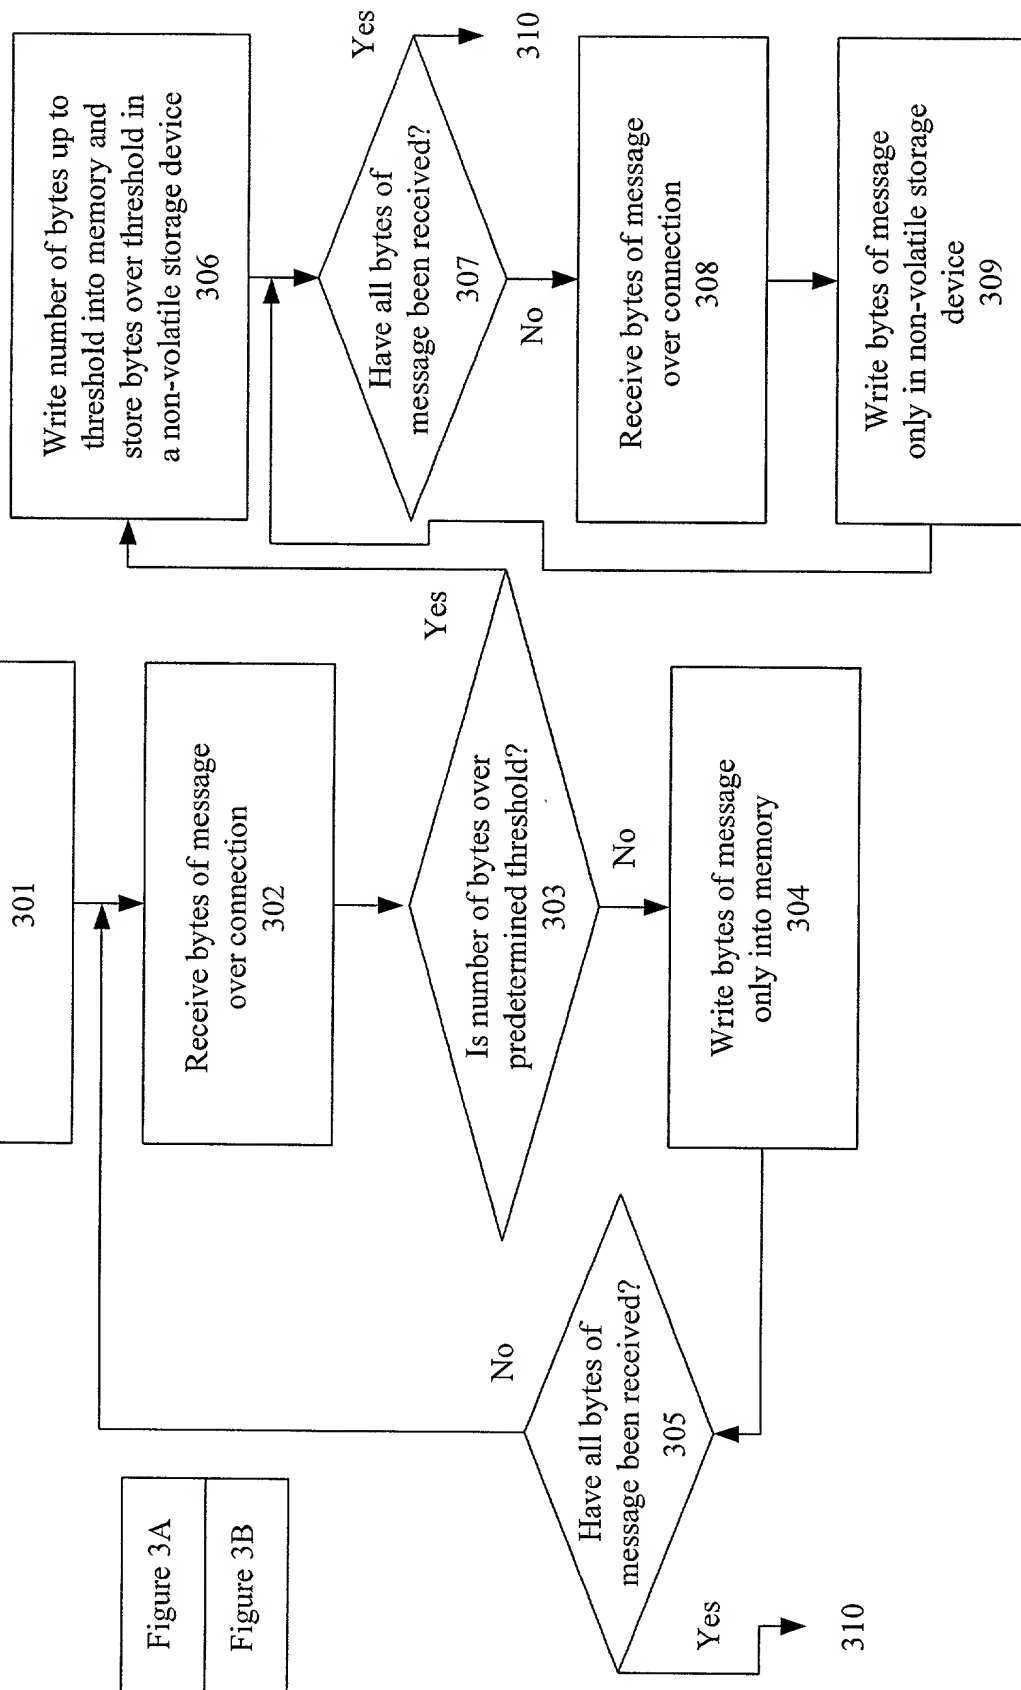 301
Receive bytes of message
over connection
302
Is number of bytes over
predetermined threshold?
303
Yes
No
Write bytes of message
only into memory
304
Have all bytes of
message been received?
305
No
Yes
310
Write number of bytes up to
threshold into memory and
store bytes over threshold in
a non-volatile storage device
306
Have all bytes of
message been received?
307
Yes
310
No
Receive bytes of message
over connection
308
Write bytes of message
only in non-volatile storage
device
309
Figure 3A
Figure 3B